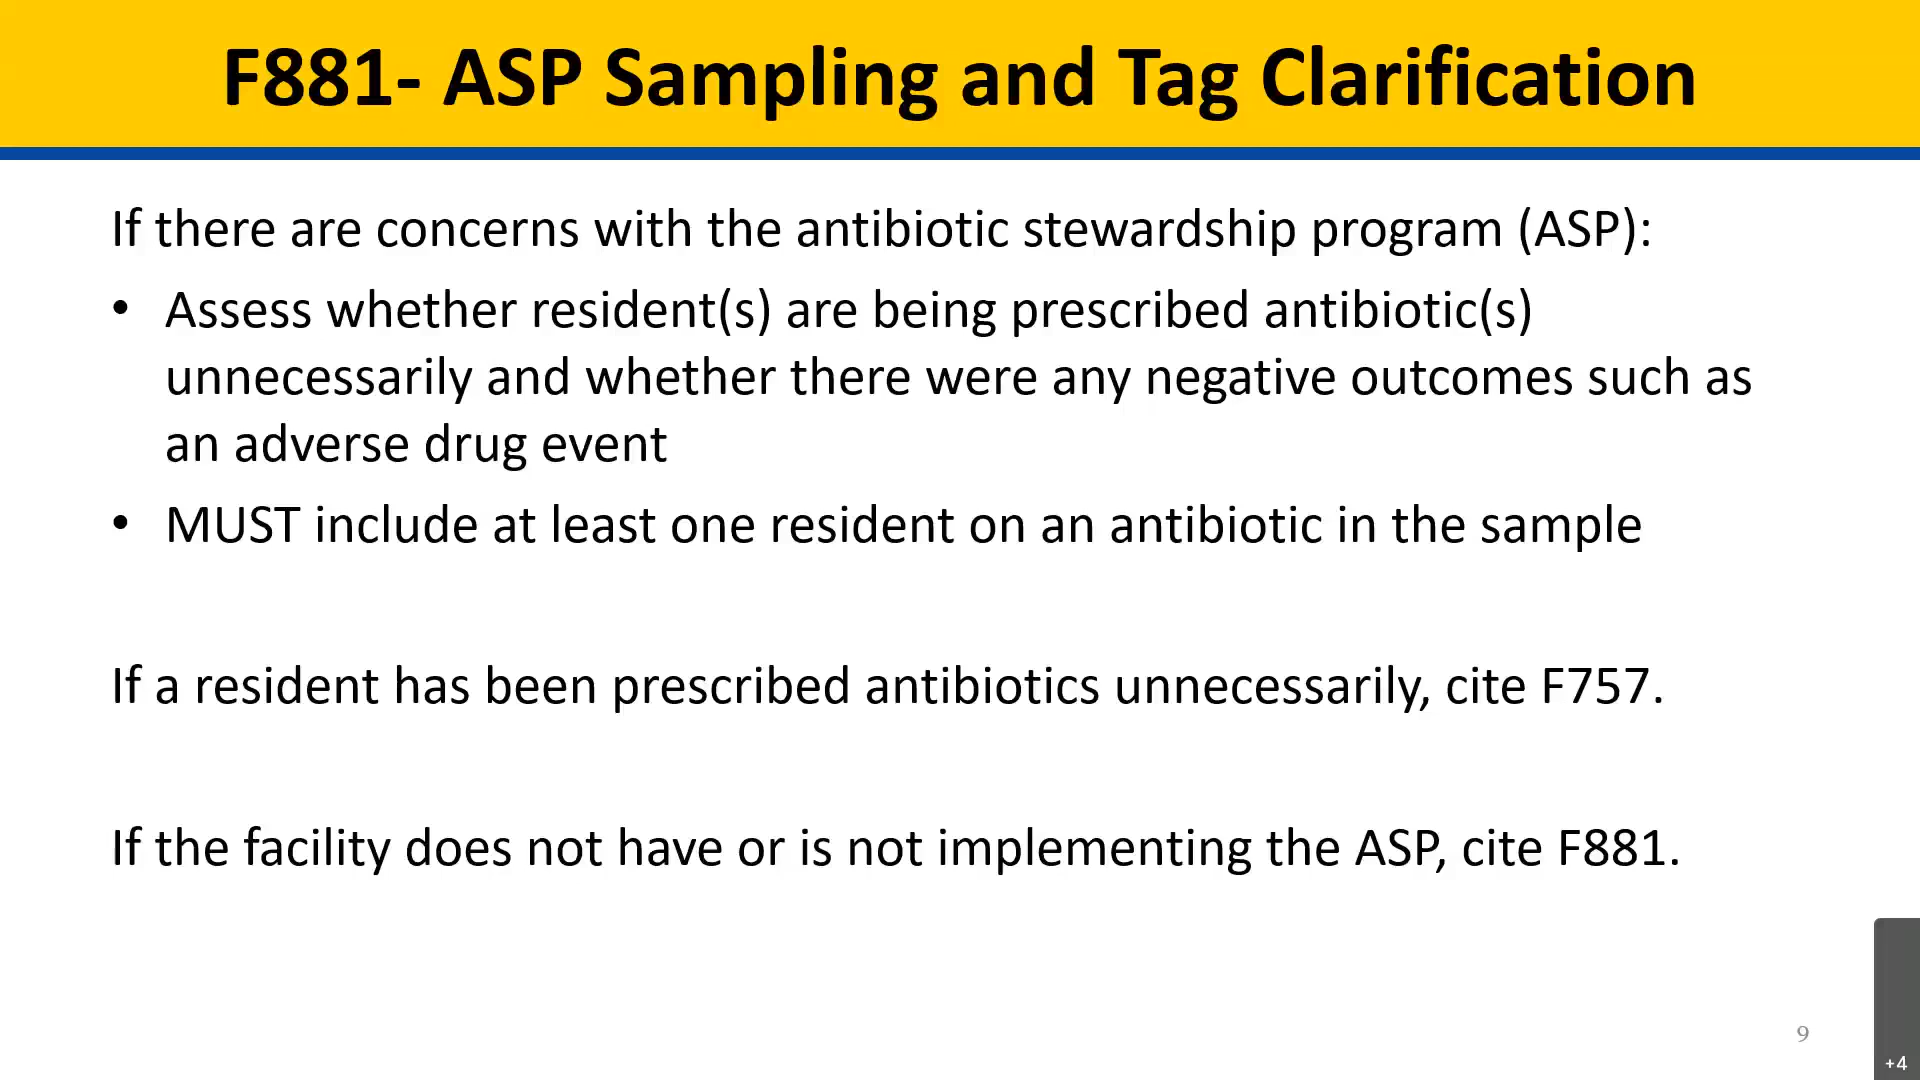 F881- ASP Sampling and Tag Clarification
If there are concerns with the antibiotic stewardship program (ASP):
• Assess whether resident(s) are being prescribed antibiotic(s)
unnecessarily and whether there were any negative outcomes such as
an adverse drug event
• MUST include at least one resident on an antibiotic in the sample
If a resident has been prescribed antibiotics unnecessarily, cite F757.
If the facility does not have or is not implementing the ASP, cite F881.
9
+4